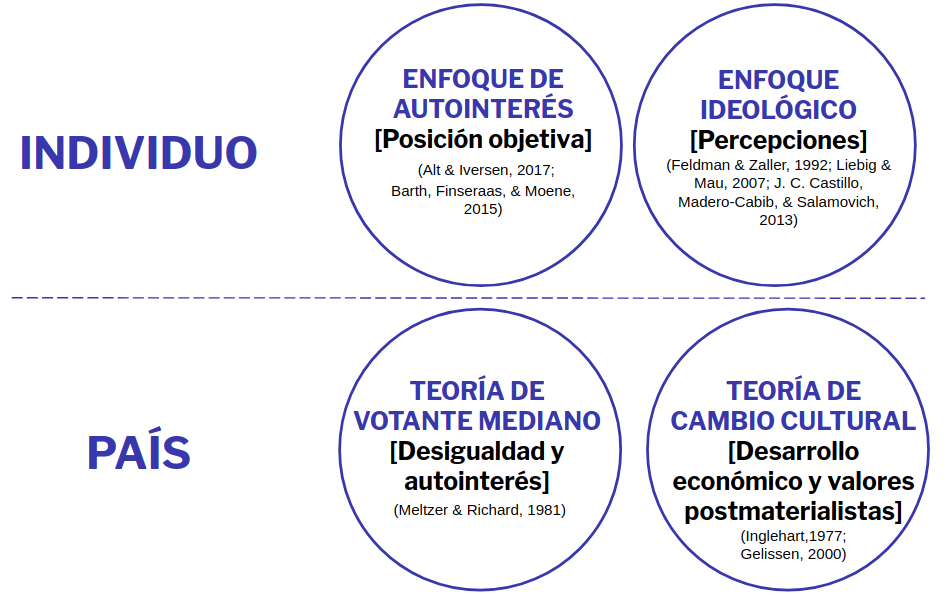 INDIVIDUO
ENFOQUE DE
AUTOINTERÉS
[Posición objetiva]
(Alt & Iversen, 2017;
Barth, Finseraas, & Moene,
2015)
ENFOQUE
IDEOLÓGICO
[Percepciones]
(Feldman & Zaller, 1992; Liebig &
Mau, 2007; J. C. Castillo,
Madero-Cabib, & Salamovich,
2013)
PAÍS
TEORÍA DE
VOTANTE MEDIANO
[Desigualdad y
autointerés]
(Meltzer & Richard, 1981)
TEORÍA DE
CAMBIO CULTURAL
[Desarrollo
económico y valores
postmaterialistas]
(Inglehart,1977;
Gelissen, 2000)